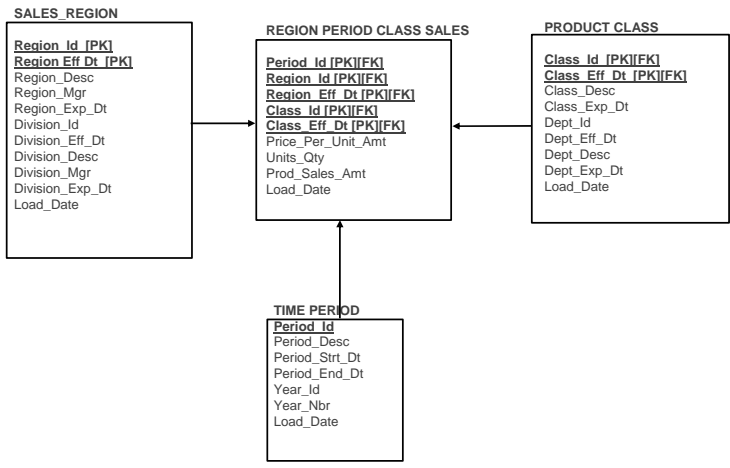 SALES_REGION
Region_Id [PK]
Region Eff Dt [PK]
Region_Desc
Region_Mgr
Region_Exp_Dt
Division_Id
Division_Eff_Dt
Division_Desc
Division_Mgr
Division_Exp_Dt
Load_Date
REGION PERIOD CLASS SALES
Period_Id [PK][FK]
Region_Id [PK][FK]
Region_Eff_Dt [PK][FK]
Class_Id [PK][FK]
Class_Eff_Dt [PK][FK]
Price_Per_Unit_Amt
Units_Qty
Prod_Sales_Amt
Load_Date
PRODUCT CLASS
Class_Id [PK][FK]
Class_Eff_Dt [PK][FK]
Class_Desc
Class_Exp_Dt
Dept_Id
Dept_Eff_Dt
Dept_Desc
Dept_Exp_Dt
Load_Date
TIME PERIOD
Period_Id
Period_Desc
Period_Strt_Dt
Period_End_Dt
Year_Id
Year_Nbr
Load_Date